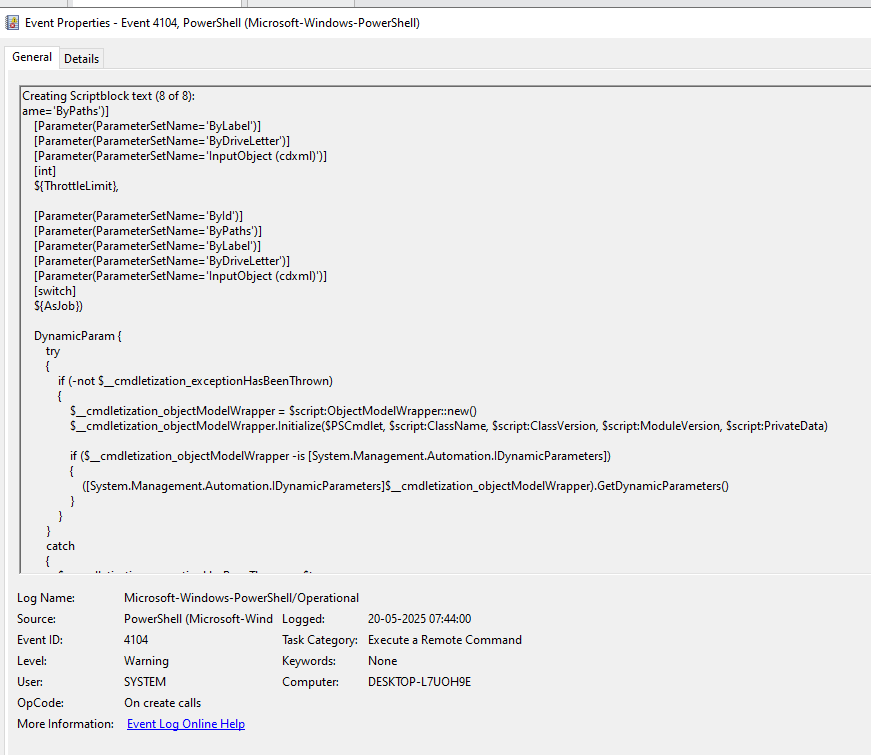 Event Properties - Event 4104, PowerShell (Microsoft-Windows-PowerShell)
General Details
Creating Scriptblock text (8 of 8):
ame='ByPaths')]
[Parameter(ParameterSetName='ByLabel')]
[Parameter(ParameterSetName='ByDriveLetter')]
[Parameter(ParameterSetName='InputObject (cdxml)')]
[int]
${ThrottleLimit},
[Parameter(ParameterSetName='ById')]
[Parameter(ParameterSetName='ByPaths')]
[Parameter(ParameterSetName='ByLabel')]
[Parameter(ParameterSetName='ByDriveLetter')]
[Parameter(ParameterSetName='InputObject (cdxml)')]
[switch]
${AsJob})
DynamicParam {
try
{
if (-not $__cmdletization_exceptionHasBeenThrown)
{
$__cmdletization_objectModelWrapper = $script:ObjectModelWrapper::new()
$__cmdletization_objectModelWrapper.Initialize($PSCmdlet, $script:ClassName, $script:ClassVersion, $script:ModuleVersion, $script:PrivateData)
if ($__cmdletization_objectModelWrapper -is [System.Management.Automation.IDynamicParameters])
{
([System.Management.Automation.IDynamicParameters]$__cmdletization_objectModelWrapper).GetDynamicParameters()
}
}
}
catch
{
Log Name: Microsoft-Windows-PowerShell/Operational
Source: PowerShell (Microsoft-Wind Logged: 20-05-2025 07:44:00
Event ID: 4104 Task Category: Execute a Remote Command
Level: Warning Keywords: None
User: SYSTEM Computer: DESKTOP-L7UOH9E
OpCode: On create calls
More Information: Event Log Online Help